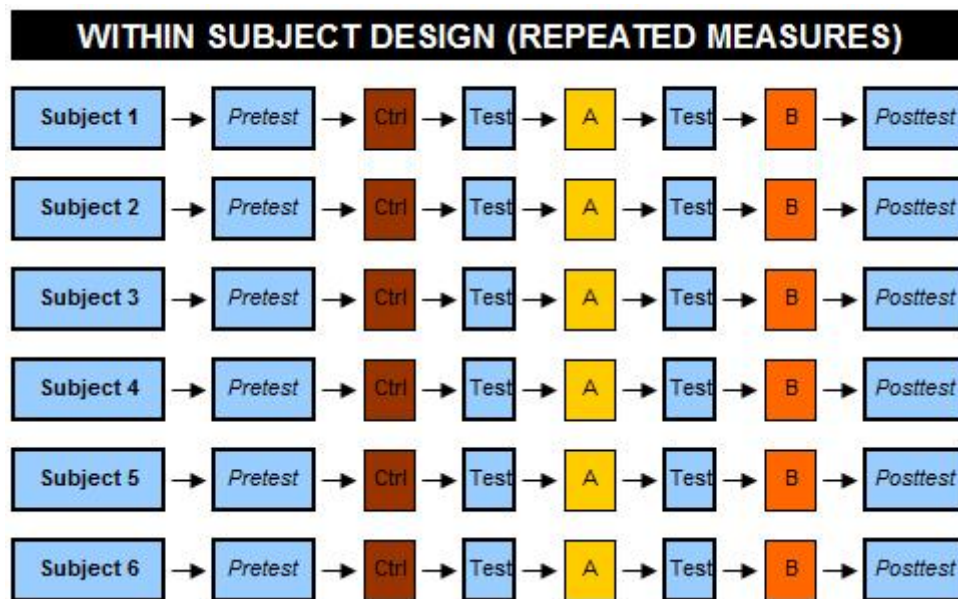 WITHIN SUBJECT DESIGN (REPEATED MEASURES)
Subject 1 Pretest Ctrl Test A Test B Posttest
Subject 2 Pretest Ctrl Test A Test B Posttest
Subject 3 Pretest Ctrl Test A Test B Posttest
Subject 4 Pretest Ctrl Test A Test B Posttest
Subject 5 Pretest Ctrl Test A Test B Posttest
Subject 6 Pretest Ctrl Test A Test B Posttest